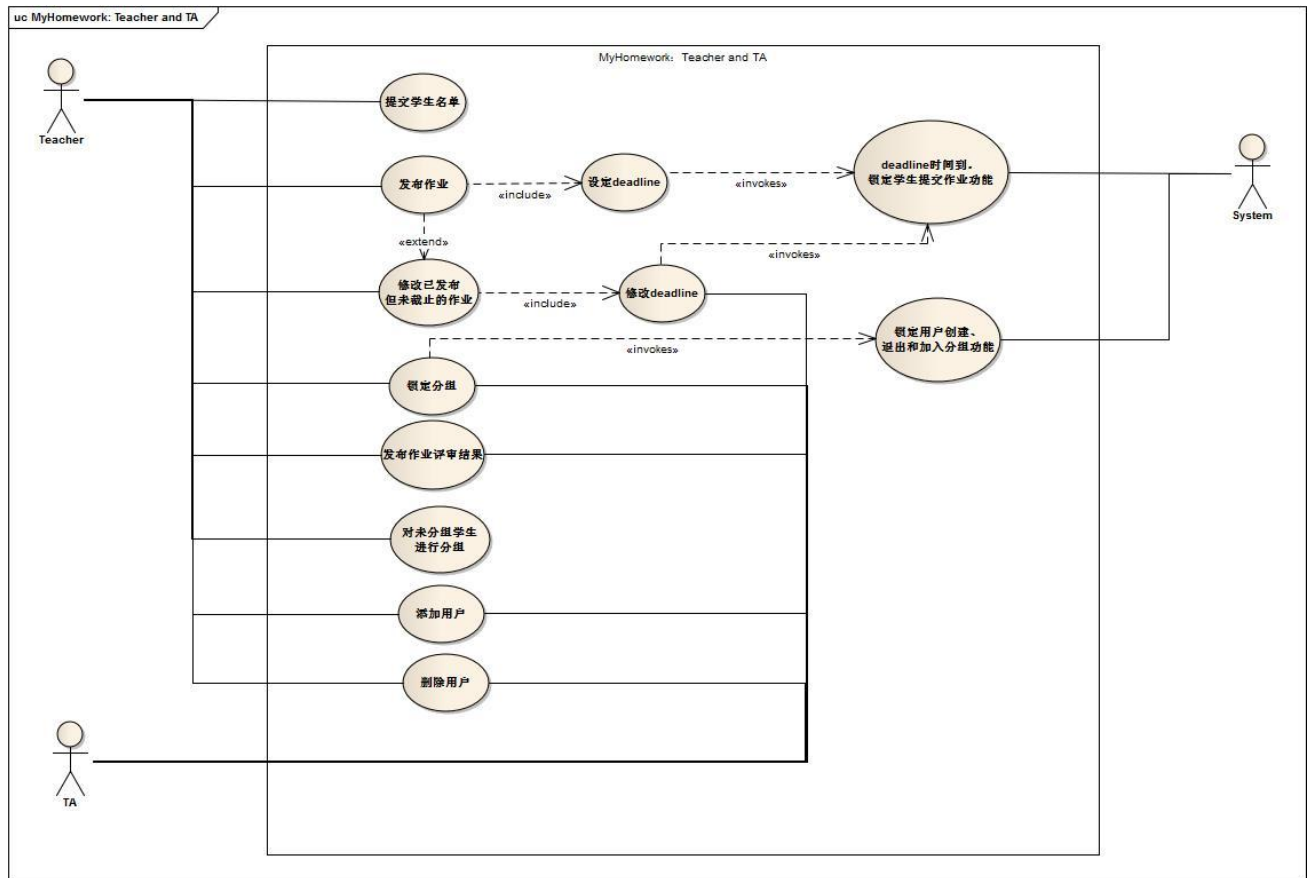 uc MyHomework: Teacher and TA
MyHomework: Teacher and TA
Teacher
提交学生名单
deadline时间到,
锁定学生提交作业功能
System
发布作业
«include»
设定deadline
«invokes»
«extend»
修改已发布
但未截止的作业
«include»
修改deadline
«invokes»
锁定用户创建、
退出和加入分组功能
«invokes»
锁定分组
发布作业评审结果
对未分组学生
进行分组
添加用户
删除用户
TA